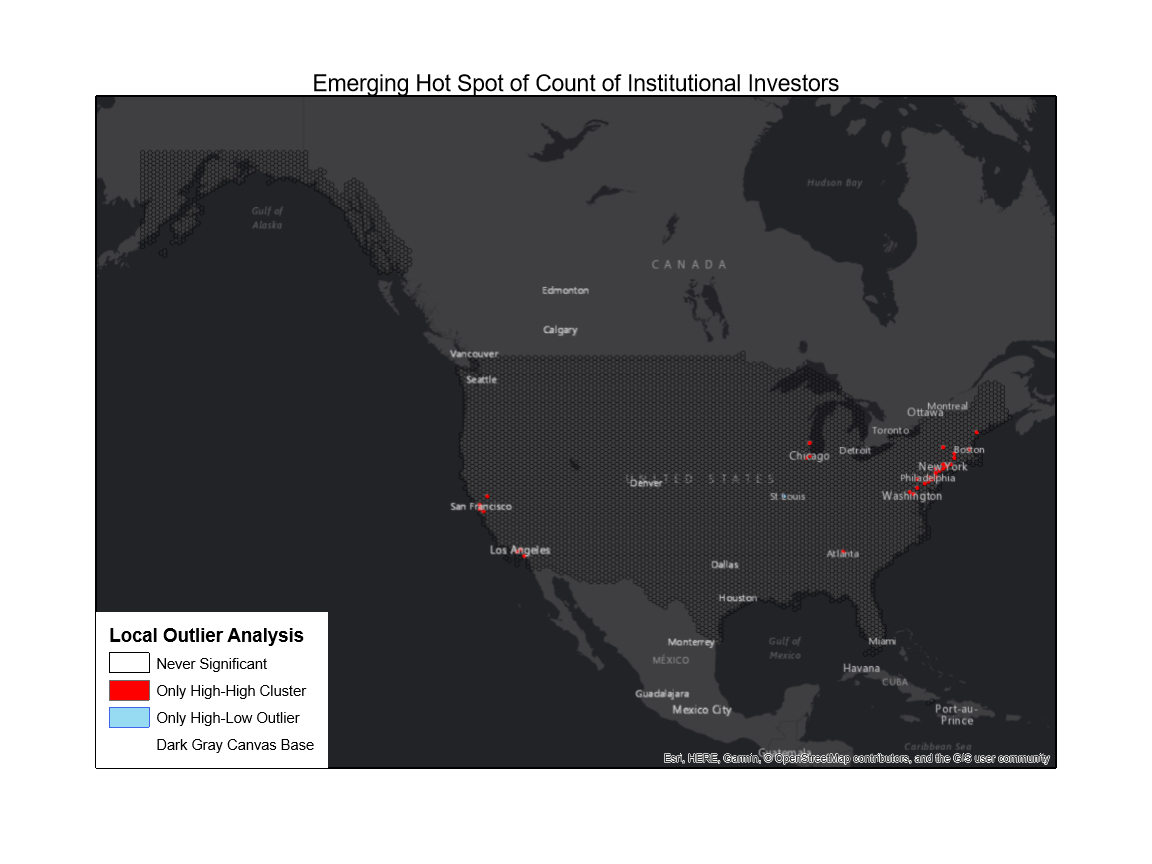 Emerging Hot Spot of Count of Institutional Investors
Hudson Bay
Gulf of
Alaska
CANADA
Edmonton
Calgary
Vancouver
Seattle
Montreal
Ottawa
Toronto
Detroit
Boston
Chicago
New York
Philadelphia
UNITED STATES
Denver
St Louis
Washington
San Francisco
Los Angeles
Atlanta
Dallas
Houston
Monterrey
Gulf of
Mexico
Miami
MÉXICO
Havana
CUBA
Guadalajara
Mexico City
Port-au-
Prince
Guatemala
Caribbean Sea
Local Outlier Analysis
Never Significant
Only High-High Cluster
Only High-Low Outlier
Dark Gray Canvas Base
Esri, HERE, Garmin, © OpenStreetMap contributors, and the GIS user community